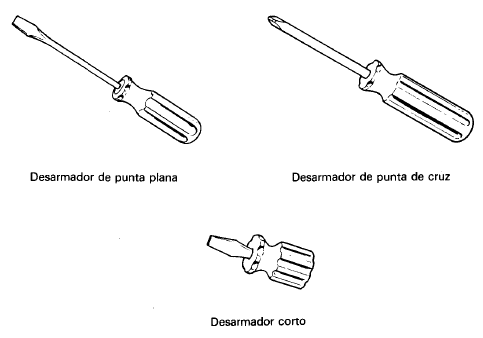 Desarmador de punta plana
Desarmador de punta de cruz
Desarmador corto